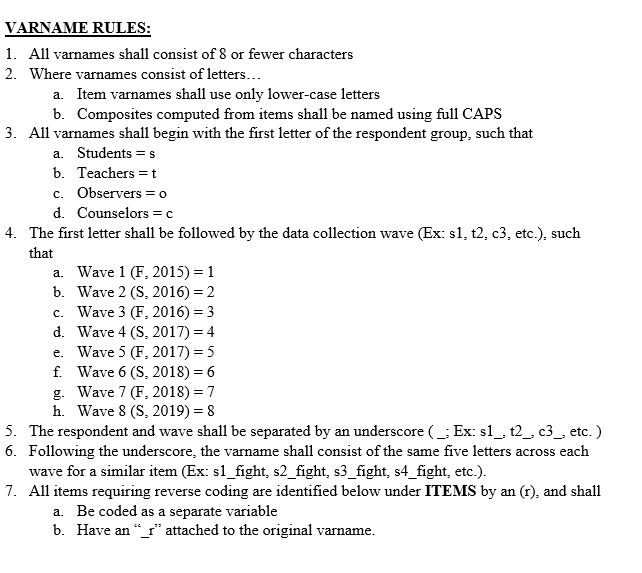 VARNAME RULES:
1. All varnames shall consist of 8 or fewer characters
2. Where varnames consist of letters…
a. Item varnames shall use only lower-case letters
b. Composites computed from items shall be named using full CAPS
3. All varnames shall begin with the first letter of the respondent group, such that
a. Students = s
b. Teachers = t
c. Observers = o
d. Counselors = c
4. The first letter shall be followed by the data collection wave (Ex: s1, t2, c3, etc.), such
that
a. Wave 1 (F, 2015) = 1
b. Wave 2 (S, 2016) = 2
c. Wave 3 (F, 2016) = 3
d. Wave 4 (S, 2017) = 4
e. Wave 5 (F, 2017) = 5
f. Wave 6 (S, 2018) = 6
g. Wave 7 (F, 2018) = 7
h. Wave 8 (S, 2019) = 8
5. The respondent and wave shall be separated by an underscore ( _; Ex: s1_, t2_, c3_, etc. )
6. Following the underscore, the varname shall consist of the same five letters across each
wave for a similar item (Ex: s1_fight, s2_fight, s3_fight, s4_fight, etc.).
7. All items requiring reverse coding are identified below under ITEMS by an (r), and shall
a. Be coded as a separate variable
b. Have an “_r” attached to the original varname.